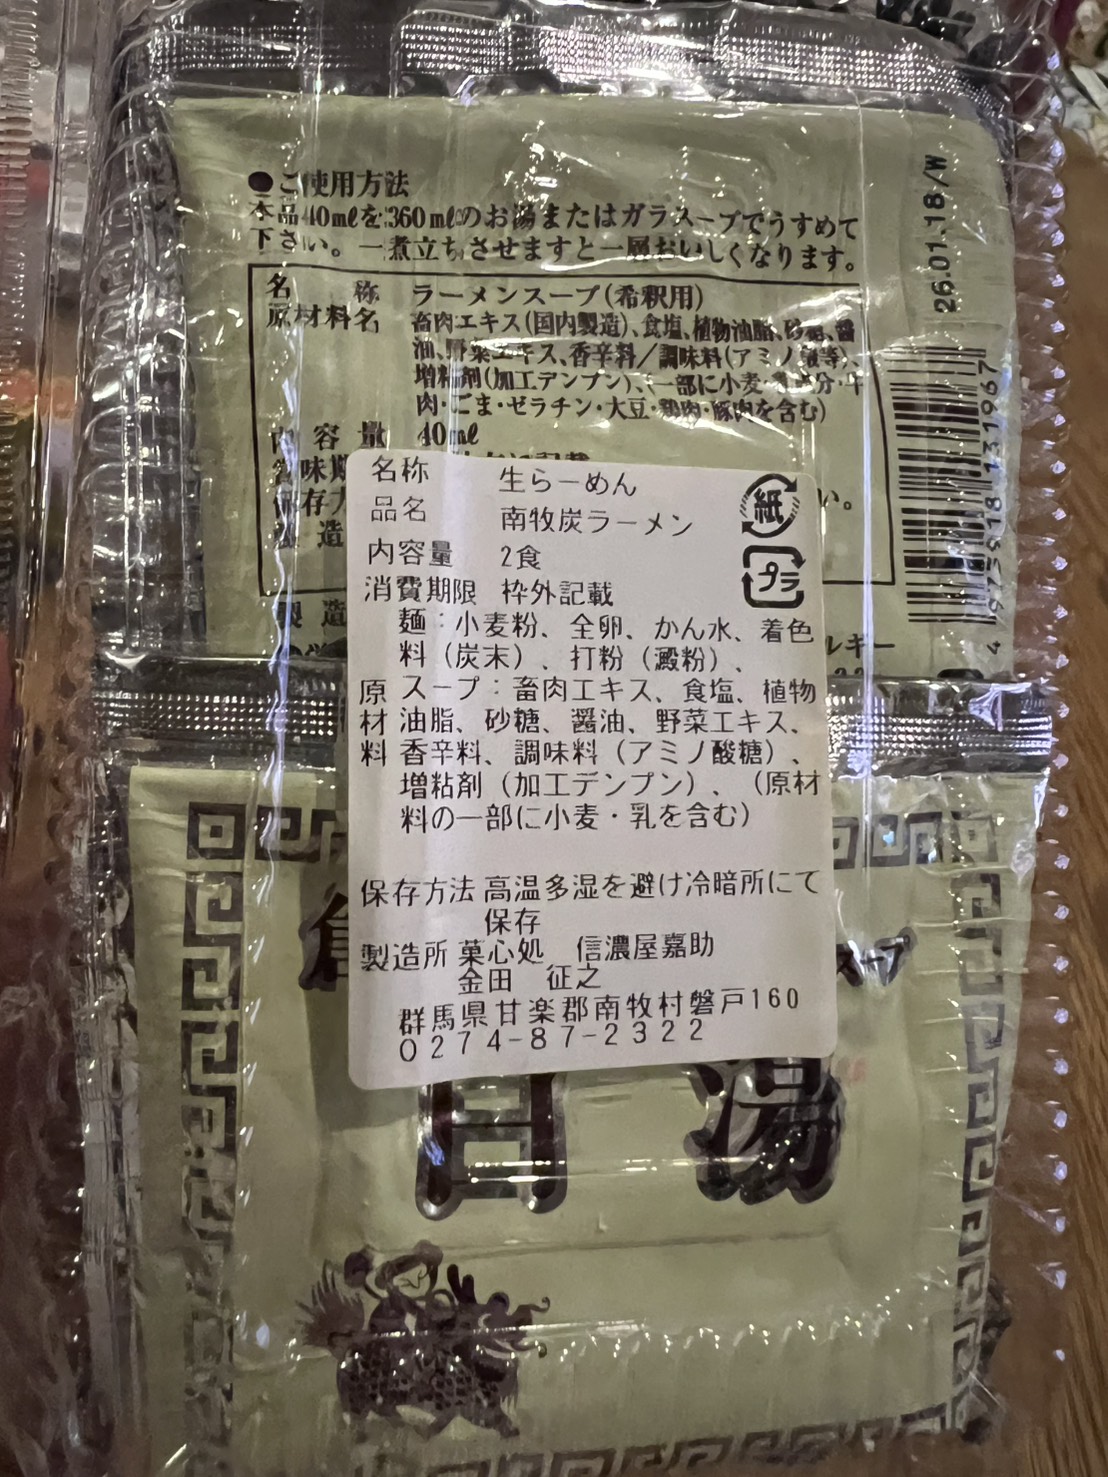 ●ご使用方法
本品40mlを360mlのお湯またはガラスープでうすめて
下さい。一煮立ちさせますと一層おいしくなります。
名称 ラーメンスープ(希釈用)
原材料名 畜肉エキス(国内製造)、食塩、植物油脂、砂糖、醤
油、野菜エキス、香辛料/調味料(アミノ酸等)、
増粘剤(加工デンプン)、(一部に小麦・乳成分・牛
肉・ごま・ゼラチン・大豆・鶏肉・豚肉を含む)
内容量 40ml
26.01.18/W
4 975918 131967
名称 生らーめん
品名 南牧炭ラーメン
内容量 2食
消費期限 枠外記載
麺:小麦粉、全卵、かん水、着色
料(炭末)、打粉(澱粉)、
原 スープ:畜肉エキス、食塩、植物
材 油脂、砂糖、醤油、野菜エキス、
料 香辛料、調味料(アミノ酸糖)、
増粘剤(加工デンプン)、(原材
料の一部に小麦・乳を含む)
保存方法 高温多湿を避け冷暗所にて
保存
製造所 菓心処 信濃屋嘉助
金田 征之
群馬県甘楽郡南牧村磐戸160
0274-87-2322
紙
プラ
製造
ルギー
スープ
湯